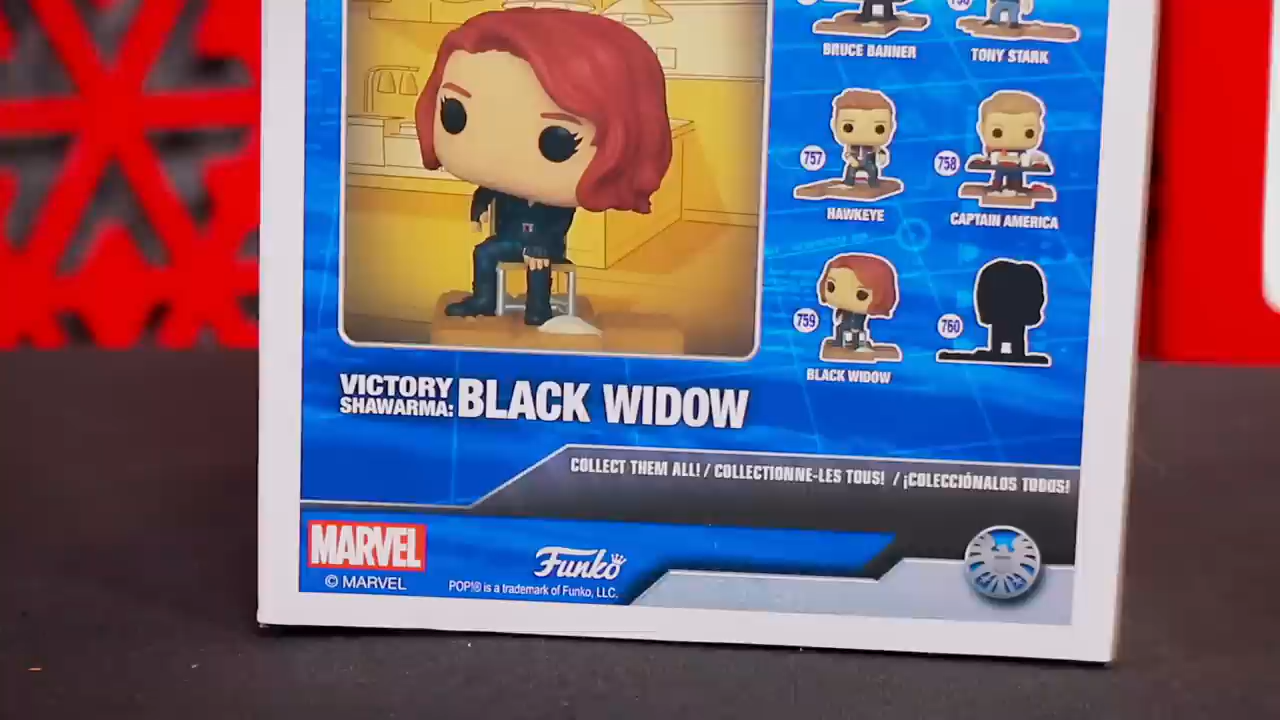 BRUCE BANNER
TONY STARK
757
758
HAWKEYE
CAPTAIN AMERICA
759
760
BLACK WIDOW
VICTORY
SHAWARMA: BLACK WIDOW
COLLECT THEM ALL! / COLLECTIONNE-LES TOUS! / ¡COLECCIÓNALOS TODOS!
MARVEL
© MARVEL
Funko
POP!® is a trademark of Funko, LLC.